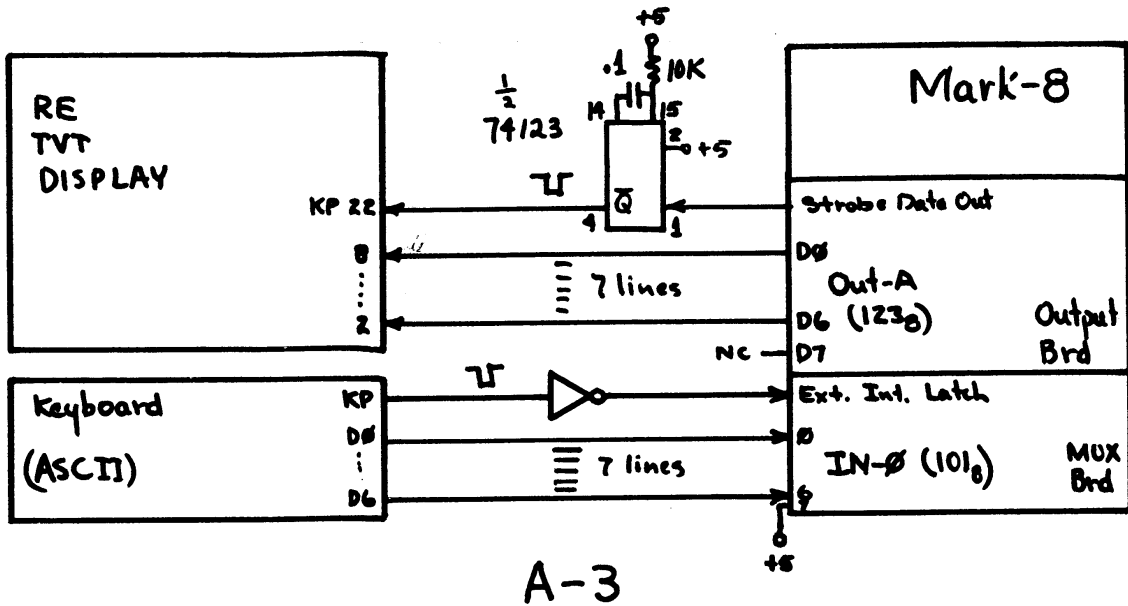 +5
.1
10K
1/2
74123
14
15
2
+5
Q̅
4
1
RE
TVT
DISPLAY
KP 22
8
2
7 lines
Mark-8
Strobe Data Out
D0
Out-A
D6 (123₈)
Output
Brd
NC
D7
Keyboard
(ASCII)
KP
D0
D6
7 lines
Ext. Int. Latch
0
IN-0 (101₈)
MUX
Brd
+5
A-3